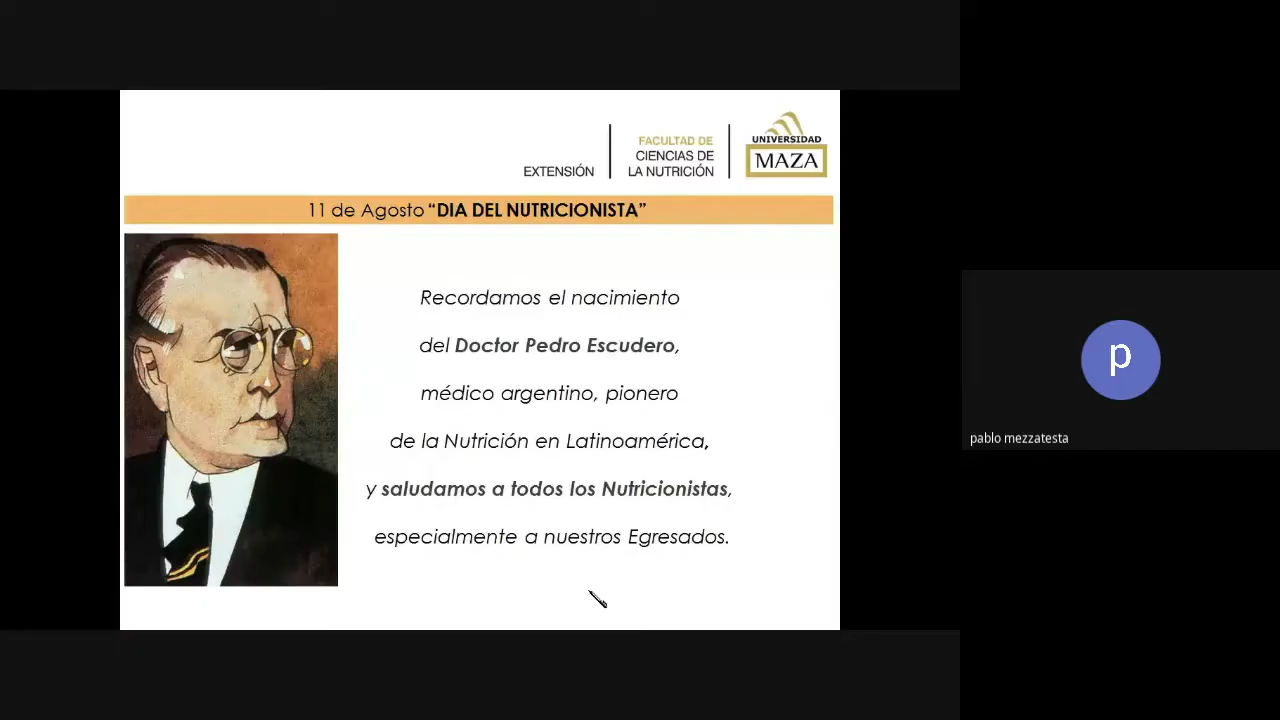 EXTENSIÓN
FACULTAD DE
CIENCIAS DE
LA NUTRICIÓN
UNIVERSIDAD
MAZA
11 de Agosto “DIA DEL NUTRICIONISTA”
Recordamos el nacimiento
del Doctor Pedro Escudero,
médico argentino, pionero
de la Nutrición en Latinoamérica,
y saludamos a todos los Nutricionistas,
especialmente a nuestros Egresados.
p
pablo mezzatesta